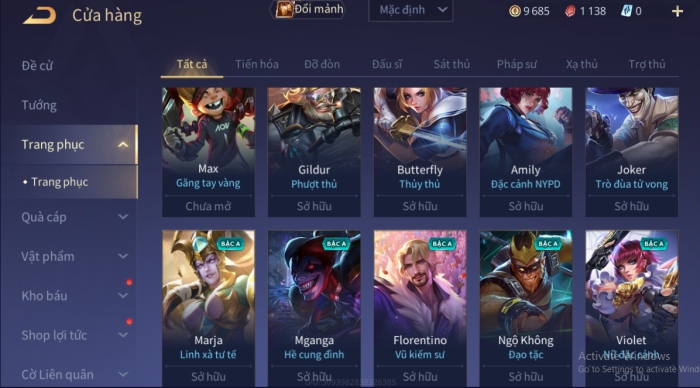 Cửa hàng
Đổi mảnh
Mặc định
9 685
1 138
0
Đề cử
Tướng
Trang phục
• Trang phục
Quà cáp
Vật phẩm
Kho báu
Shop lợi tức
Cờ Liên quân
Tất cả
Tiến hóa
Đỡ đòn
Đấu sĩ
Sát thủ
Pháp sư
Xạ thủ
Trợ thủ
AOV
Max
Găng tay vàng
Chưa mở
Gildur
Phượt thủ
Sở hữu
Butterfly
Thủy thủ
Sở hữu
Amily
Đặc cảnh NYPD
Sở hữu
Joker
Trò đùa tử vong
Sở hữu
BẬC A
Marja
Linh xà tư tế
Sở hữu
BẬC A
Mganga
Hề cung đình
Sở hữu
BẬC A
Florentino
Vũ kiếm sư
Sở hữu
BẬC A
Ngộ Không
Đạo tặc
Sở hữu
BẬC A
Violet
Nữ đặc cảnh
Sở hữu
Activate Windows
Go to Settings to activate Wind